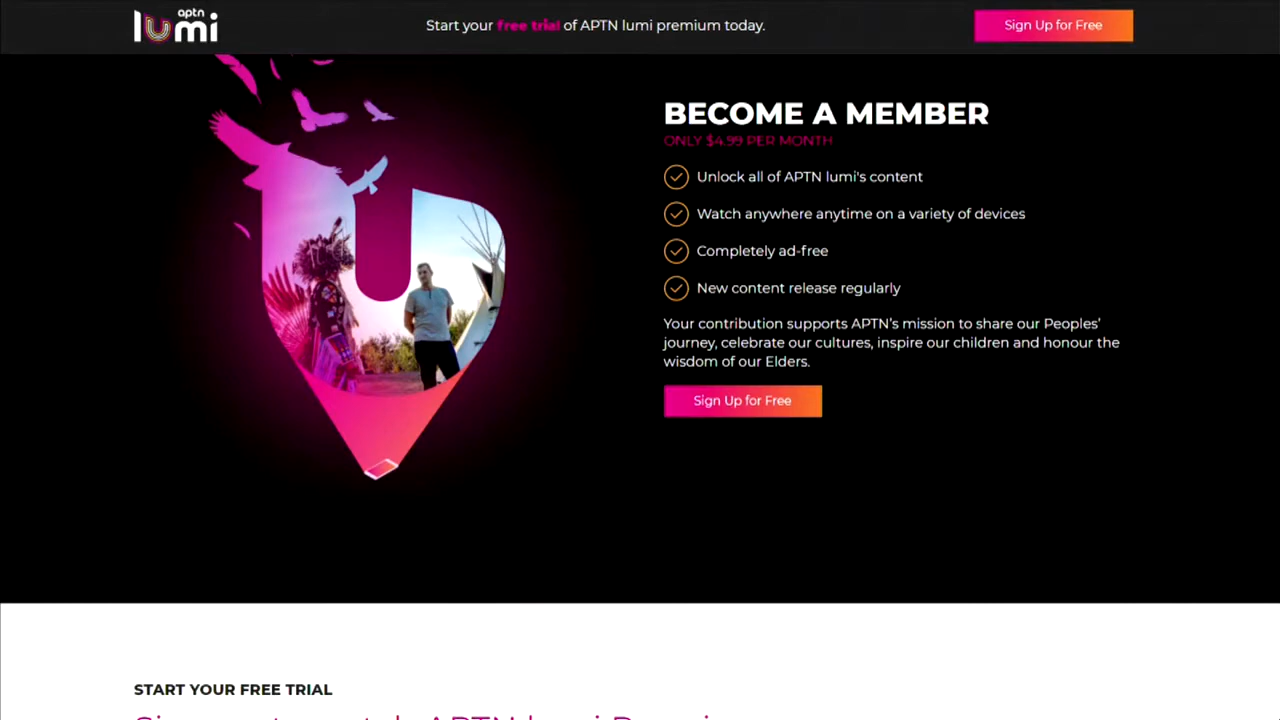 aptn
lumi
Start your free trial of APTN lumi premium today.
Sign Up for Free
BECOME A MEMBER
ONLY $4.99 PER MONTH
Unlock all of APTN lumi's content
Watch anywhere anytime on a variety of devices
Completely ad-free
New content release regularly
Your contribution supports APTN's mission to share our Peoples'
journey, celebrate our cultures, inspire our children and honour the
wisdom of our Elders.
Sign Up for Free
START YOUR FREE TRIAL